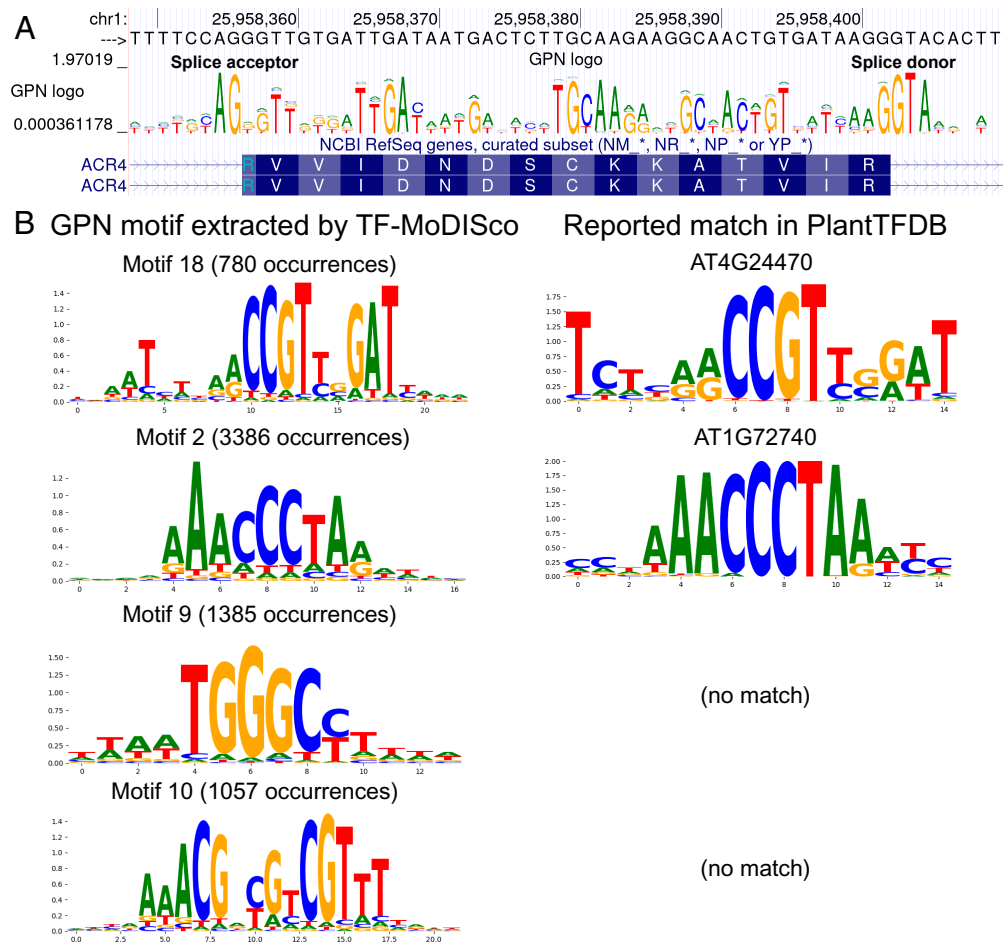 A
chr1: 25,958,360 25,958,370 25,958,380 25,958,390 25,958,400
---> TTTTCCAGGGTTGTGATTGATAATGACTCTTGCAAGAAGGCAACTGTGATAAGGGTACACTT
1.97019 _ Splice acceptor GPN logo Splice donor
GPN logo
0.000361178 _
NCBI RefSeq genes, curated subset (NM_*, NR_*, NP_* or YP_*)
ACR4 R V V I D N D S C K K A T V I R
ACR4 R V V I D N D S C K K A T V I R
B GPN motif extracted by TF-MoDISco Reported match in PlantTFDB
Motif 18 (780 occurrences) AT4G24470
Motif 2 (3386 occurrences) AT1G72740
Motif 9 (1385 occurrences)
(no match)
Motif 10 (1057 occurrences)
(no match)